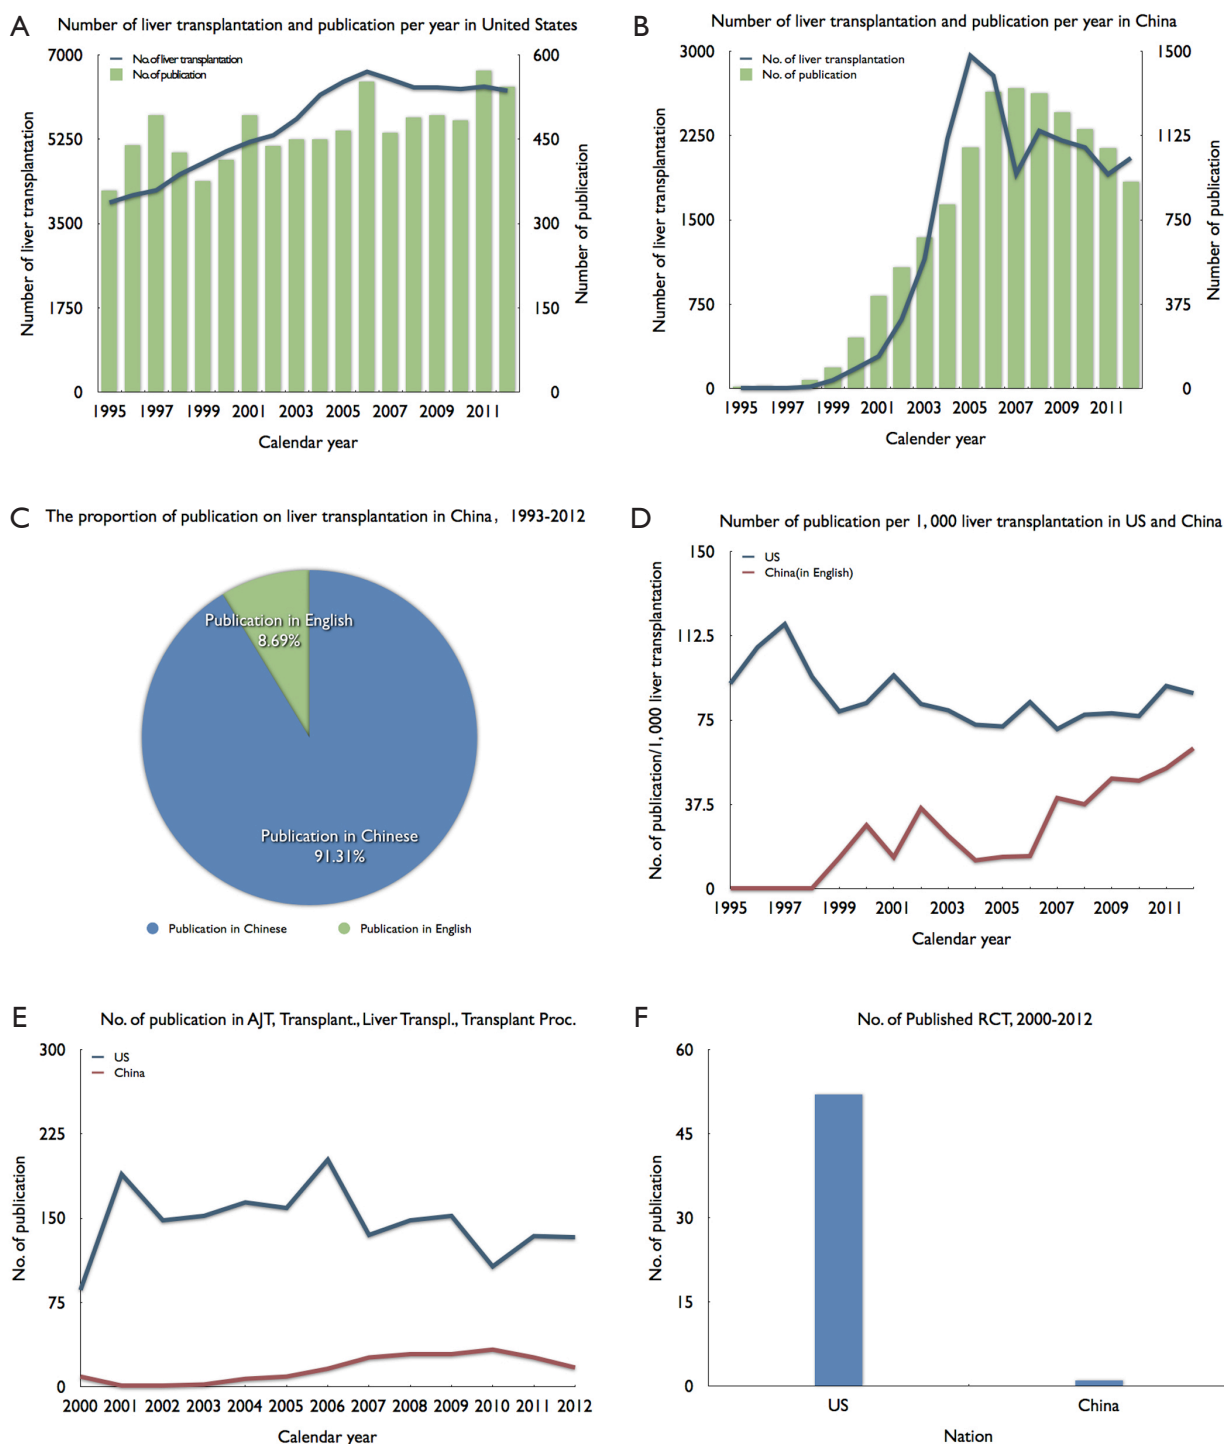 A
Number of liver transplantation and publication per year in United States
No. of liver transplantation
No. of publication
7000
5250
3500
1750
0
600
450
300
150
0
Number of liver transplantation
Number of publication
1995 1997 1999 2001 2003 2005 2007 2009 2011
Calendar year
B
Number of liver transplantation and publication per year in China
No. of liver transplantation
No. of publication
3000
2250
1500
750
0
1500
1125
750
375
0
Number of liver transplantation
Number of publication
1995 1997 1999 2001 2003 2005 2007 2009 2011
Calender year
C
The proportion of publication on liver transplantation in China, 1993-2012
Publication in English
8.69%
Publication in Chinese
91.31%
Publication in Chinese
Publication in English
D
Number of publication per 1, 000 liver transplantation in US and China
US
China(in English)
150
112.5
75
37.5
0
No. of publication/1, 000 liver transplantation
1995 1997 1999 2001 2003 2005 2007 2009 2011
Calendar year
E
No. of publication in AJT, Transplant., Liver Transpl., Transplant Proc.
US
China
300
225
150
75
0
No. of publication
2000 2001 2002 2003 2004 2005 2006 2007 2008 2009 2010 2011 2012
Calendar year
F
No. of Published RCT, 2000-2012
60
45
30
15
0
No. of publication
US China
Nation